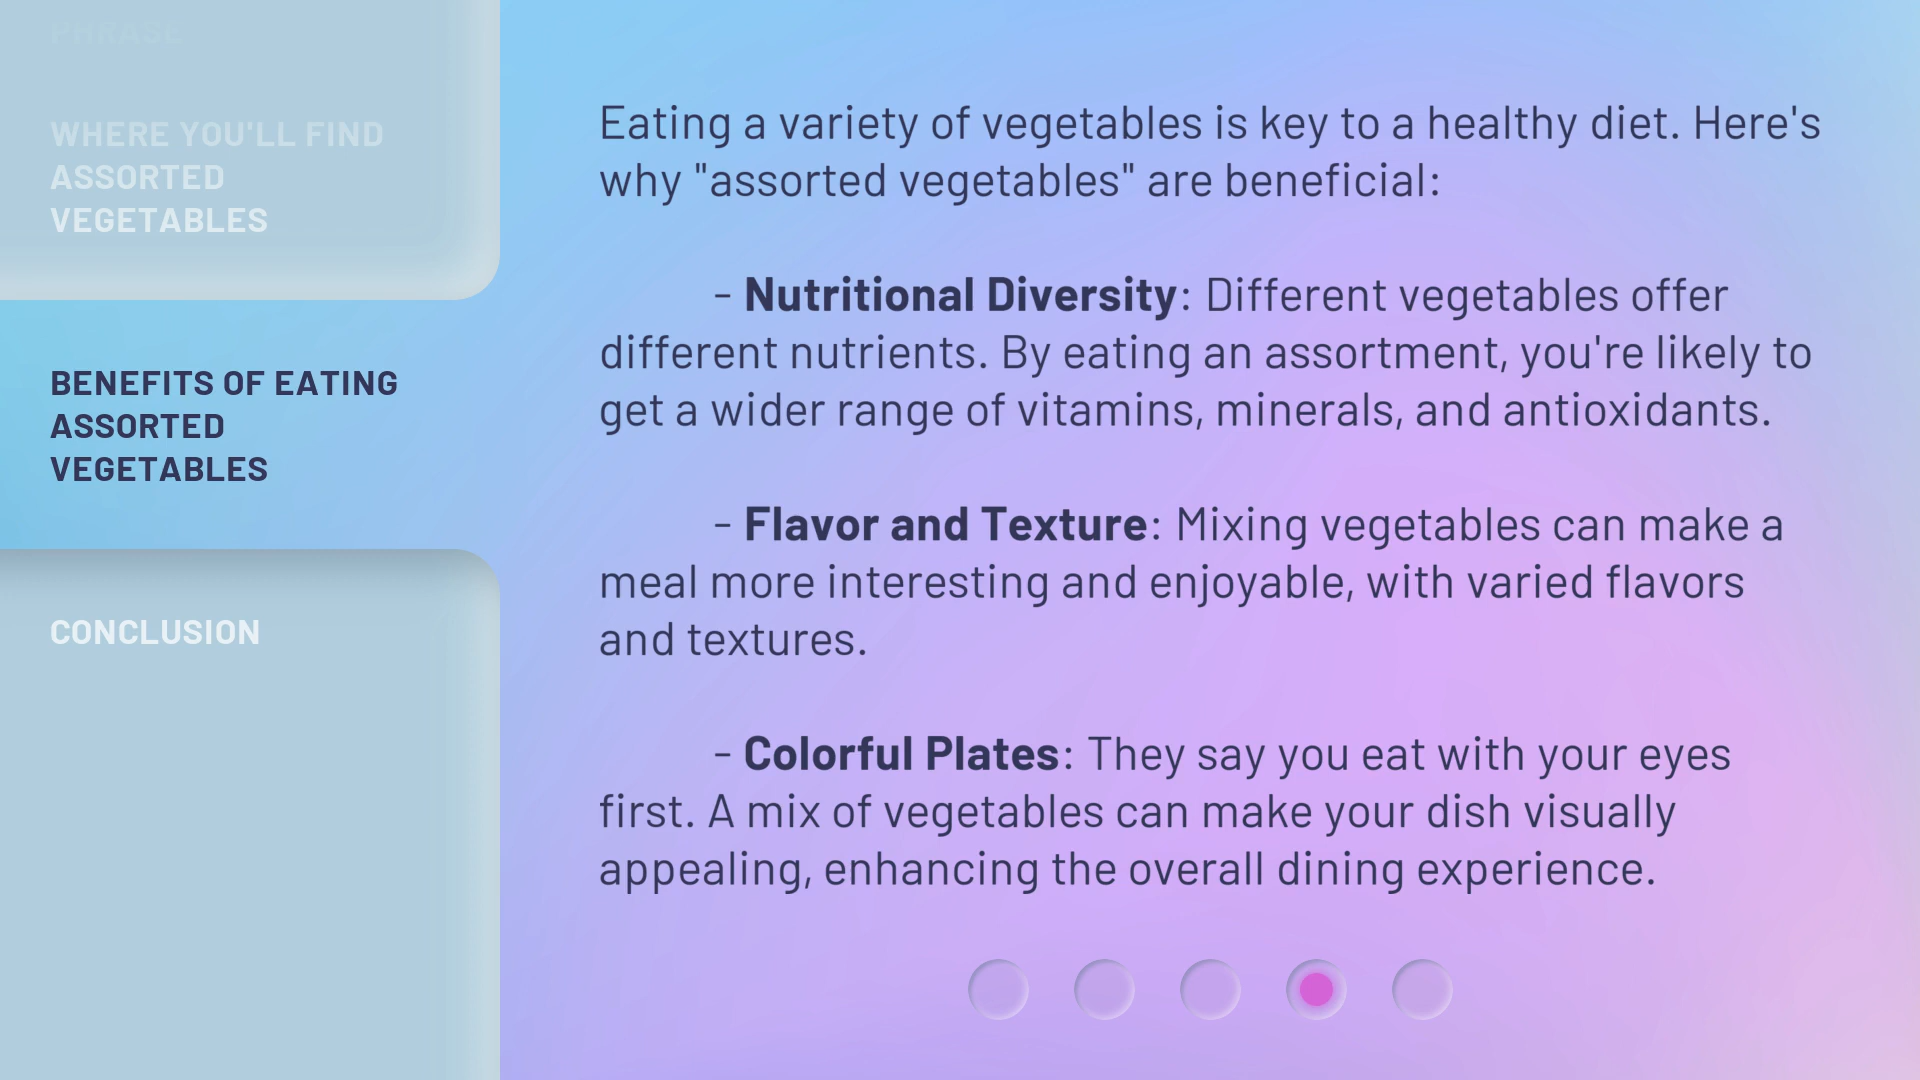 PHRASE
WHERE YOU'LL FIND
ASSORTED
VEGETABLES
BENEFITS OF EATING
ASSORTED
VEGETABLES
CONCLUSION
Eating a variety of vegetables is key to a healthy diet. Here's
why "assorted vegetables" are beneficial:
- Nutritional Diversity: Different vegetables offer
different nutrients. By eating an assortment, you're likely to
get a wider range of vitamins, minerals, and antioxidants.
- Flavor and Texture: Mixing vegetables can make a
meal more interesting and enjoyable, with varied flavors
and textures.
- Colorful Plates: They say you eat with your eyes
first. A mix of vegetables can make your dish visually
appealing, enhancing the overall dining experience.